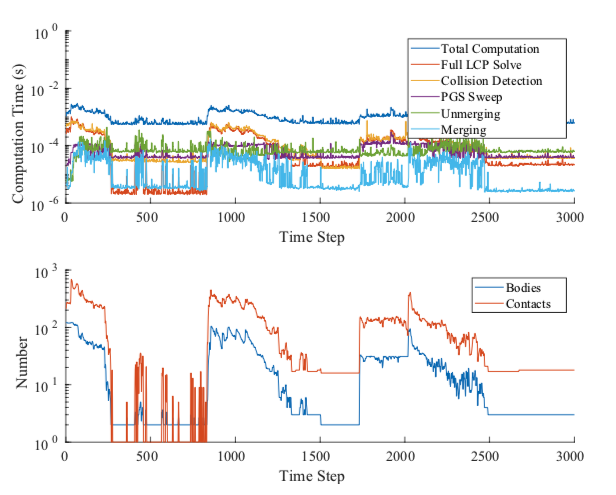 10^0
10^-2
10^-4
10^-6
Computation Time (s)
Total Computation
Full LCP Solve
Collision Detection
PGS Sweep
Unmerging
Merging
0 500 1000 1500 2000 2500 3000
Time Step
10^3
10^2
10^1
10^0
Number
Bodies
Contacts
0 500 1000 1500 2000 2500 3000
Time Step